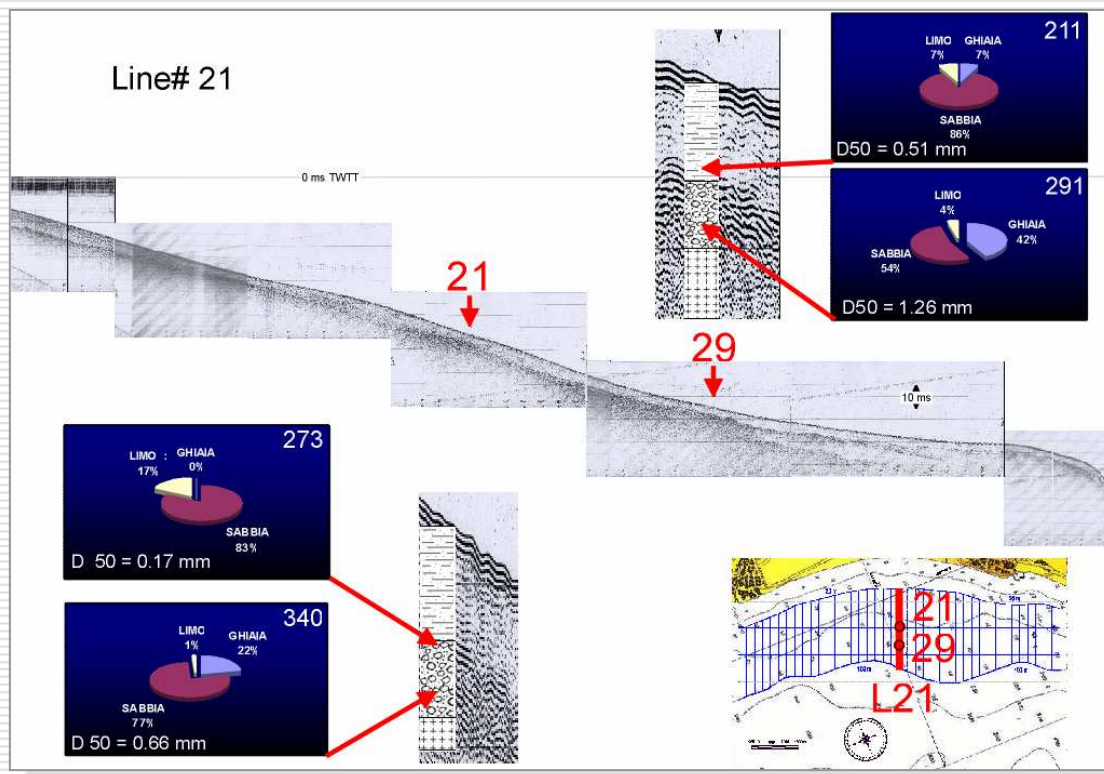 Line# 21
211
LIMO
7%
GHIAIA
7%
SABBIA
86%
D50 = 0.51 mm
0 ms TWTT
291
LIMO
4%
GHIAIA
42%
SABBIA
54%
D50 = 1.26 mm
21
29
10 ms
273
LIMO :
17%
GHIAIA
0%
SABBIA
83%
D 50 = 0.17 mm
340
LIMO
1%
GHIAIA
22%
SABBIA
77%
D 50 = 0.66 mm
21
29
100m
L21